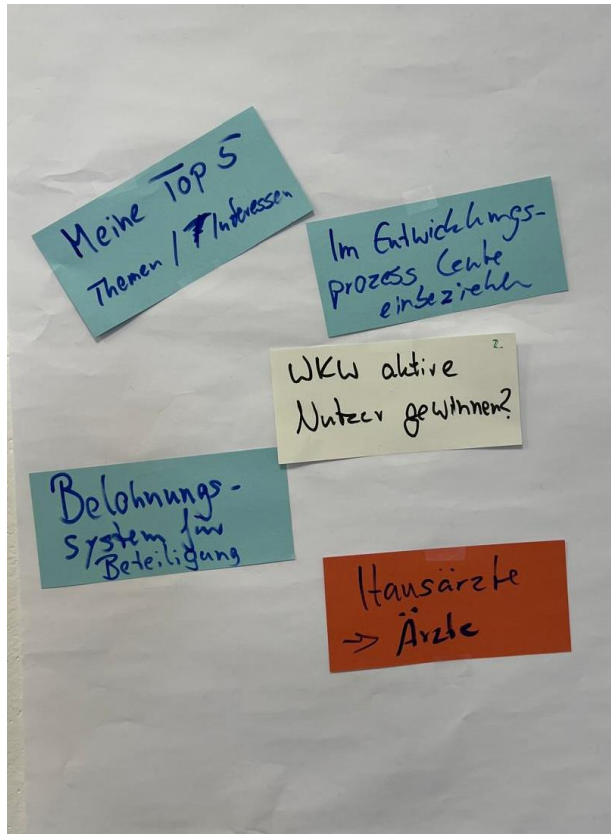 Meine Top 5
Themen / Interessen
Im Entwicklungs-
prozess Leute
einbeziehen
2.
WKW aktive
Nutzer gewinnen?
Belohnungs-
system für
Beteiligung
Hausärzte
→ Ärzte